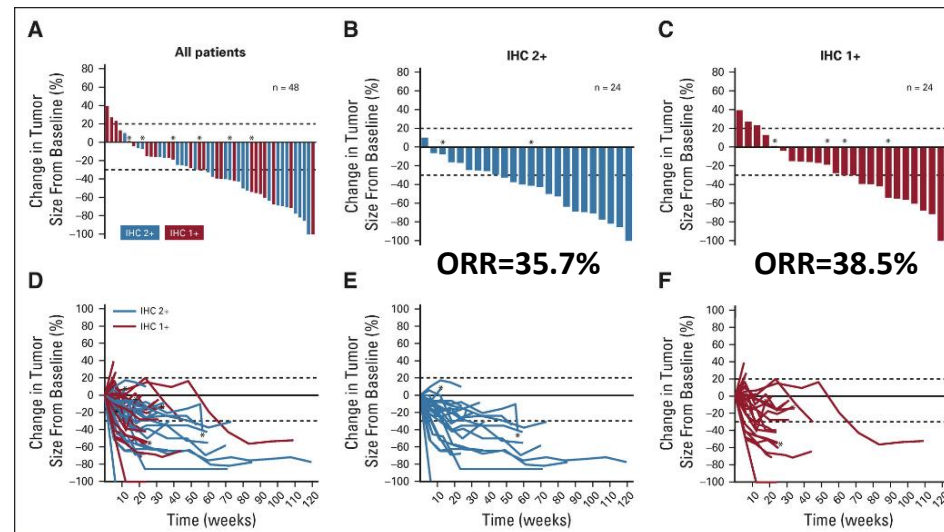 A
All patients
Change in Tumor
Size From Baseline (%)
80
60
40
20
0
−20
−40
−60
−80
−100
n = 48
* * * * * *
IHC 2+
IHC 1+
B
IHC 2+
Change in Tumor
Size From Baseline (%)
80
60
40
20
0
−20
−40
−60
−80
−100
n = 24
* *
ORR=35.7%
C
IHC 1+
Change in Tumor
Size From Baseline (%)
80
60
40
20
0
−20
−40
−60
−80
−100
n = 24
* * * *
ORR=38.5%
D
IHC 2+
IHC 1+
Change in Tumor
Size From Baseline (%)
100
80
60
40
20
0
−20
−40
−60
−80
−100
10 20 30 40 50 60 70 80 90 100 110 120
Time (weeks)
E
Change in Tumor
Size From Baseline (%)
100
80
60
40
20
0
−20
−40
−60
−80
−100
10 20 30 40 50 60 70 80 90 100 110 120
Time (weeks)
F
Change in Tumor
Size From Baseline (%)
100
80
60
40
20
0
−20
−40
−60
−80
−100
10 20 30 40 50 60 70 80 90 100 110 120
Time (weeks)